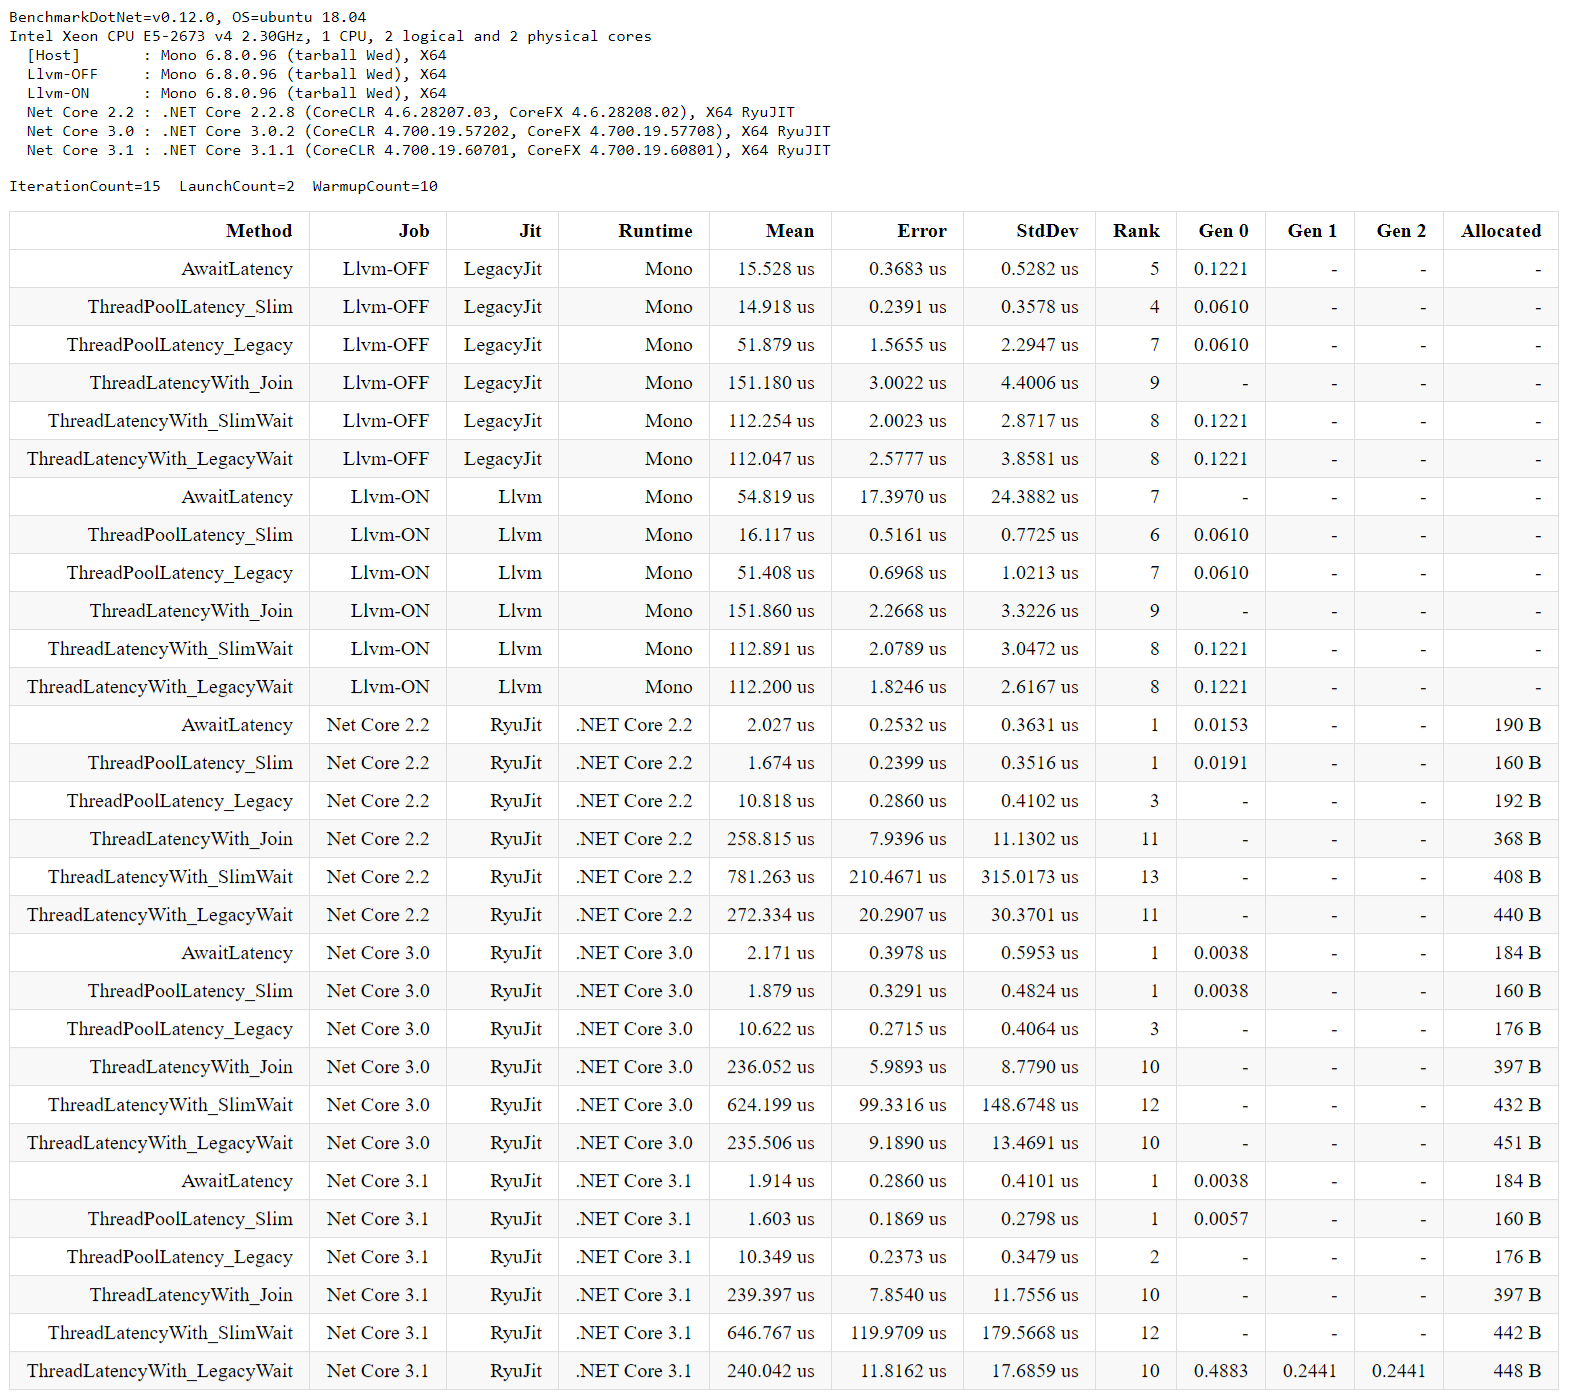 BenchmarkDotNet=v0.12.0, OS=ubuntu 18.04
Intel Xeon CPU E5-2673 v4 2.30GHz, 1 CPU, 2 logical and 2 physical cores
[Host]       : Mono 6.8.0.96 (tarball Wed), X64
Llvm-OFF     : Mono 6.8.0.96 (tarball Wed), X64
Llvm-ON      : Mono 6.8.0.96 (tarball Wed), X64
Net Core 2.2 : .NET Core 2.2.8 (CoreCLR 4.6.28207.03, CoreFX 4.6.28208.02), X64 RyuJIT
Net Core 3.0 : .NET Core 3.0.2 (CoreCLR 4.700.19.57202, CoreFX 4.700.19.57708), X64 RyuJIT
Net Core 3.1 : .NET Core 3.1.1 (CoreCLR 4.700.19.60701, CoreFX 4.700.19.60801), X64 RyuJIT
IterationCount=15  LaunchCount=2  WarmupCount=10
Method Job Jit Runtime Mean Error StdDev Rank Gen 0 Gen 1 Gen 2 Allocated
AwaitLatency Llvm-OFF LegacyJit Mono 15.528 us 0.3683 us 0.5282 us 5 0.1221 - - -
ThreadPoolLatency_Slim Llvm-OFF LegacyJit Mono 14.918 us 0.2391 us 0.3578 us 4 0.0610 - - -
ThreadPoolLatency_Legacy Llvm-OFF LegacyJit Mono 51.879 us 1.5655 us 2.2947 us 7 0.0610 - - -
ThreadLatencyWith_Join Llvm-OFF LegacyJit Mono 151.180 us 3.0022 us 4.4006 us 9 - - - -
ThreadLatencyWith_SlimWait Llvm-OFF LegacyJit Mono 112.254 us 2.0023 us 2.8717 us 8 0.1221 - - -
ThreadLatencyWith_LegacyWait Llvm-OFF LegacyJit Mono 112.047 us 2.5777 us 3.8581 us 8 0.1221 - - -
AwaitLatency Llvm-ON Llvm Mono 54.819 us 17.3970 us 24.3882 us 7 - - - -
ThreadPoolLatency_Slim Llvm-ON Llvm Mono 16.117 us 0.5161 us 0.7725 us 6 0.0610 - - -
ThreadPoolLatency_Legacy Llvm-ON Llvm Mono 51.408 us 0.6968 us 1.0213 us 7 0.0610 - - -
ThreadLatencyWith_Join Llvm-ON Llvm Mono 151.860 us 2.2668 us 3.3226 us 9 - - - -
ThreadLatencyWith_SlimWait Llvm-ON Llvm Mono 112.891 us 2.0789 us 3.0472 us 8 0.1221 - - -
ThreadLatencyWith_LegacyWait Llvm-ON Llvm Mono 112.200 us 1.8246 us 2.6167 us 8 0.1221 - - -
AwaitLatency Net Core 2.2 RyuJit .NET Core 2.2 2.027 us 0.2532 us 0.3631 us 1 0.0153 - - 190 B
ThreadPoolLatency_Slim Net Core 2.2 RyuJit .NET Core 2.2 1.674 us 0.2399 us 0.3516 us 1 0.0191 - - 160 B
ThreadPoolLatency_Legacy Net Core 2.2 RyuJit .NET Core 2.2 10.818 us 0.2860 us 0.4102 us 3 - - - 192 B
ThreadLatencyWith_Join Net Core 2.2 RyuJit .NET Core 2.2 258.815 us 7.9396 us 11.1302 us 11 - - - 368 B
ThreadLatencyWith_SlimWait Net Core 2.2 RyuJit .NET Core 2.2 781.263 us 210.4671 us 315.0173 us 13 - - - 408 B
ThreadLatencyWith_LegacyWait Net Core 2.2 RyuJit .NET Core 2.2 272.334 us 20.2907 us 30.3701 us 11 - - - 440 B
AwaitLatency Net Core 3.0 RyuJit .NET Core 3.0 2.171 us 0.3978 us 0.5953 us 1 0.0038 - - 184 B
ThreadPoolLatency_Slim Net Core 3.0 RyuJit .NET Core 3.0 1.879 us 0.3291 us 0.4824 us 1 0.0038 - - 160 B
ThreadPoolLatency_Legacy Net Core 3.0 RyuJit .NET Core 3.0 10.622 us 0.2715 us 0.4064 us 3 - - - 176 B
ThreadLatencyWith_Join Net Core 3.0 RyuJit .NET Core 3.0 236.052 us 5.9893 us 8.7790 us 10 - - - 397 B
ThreadLatencyWith_SlimWait Net Core 3.0 RyuJit .NET Core 3.0 624.199 us 99.3316 us 148.6748 us 12 - - - 432 B
ThreadLatencyWith_LegacyWait Net Core 3.0 RyuJit .NET Core 3.0 235.506 us 9.1890 us 13.4691 us 10 - - - 451 B
AwaitLatency Net Core 3.1 RyuJit .NET Core 3.1 1.914 us 0.2860 us 0.4101 us 1 0.0038 - - 184 B
ThreadPoolLatency_Slim Net Core 3.1 RyuJit .NET Core 3.1 1.603 us 0.1869 us 0.2798 us 1 0.0057 - - 160 B
ThreadPoolLatency_Legacy Net Core 3.1 RyuJit .NET Core 3.1 10.349 us 0.2373 us 0.3479 us 2 - - - 176 B
ThreadLatencyWith_Join Net Core 3.1 RyuJit .NET Core 3.1 239.397 us 7.8540 us 11.7556 us 10 - - - 397 B
ThreadLatencyWith_SlimWait Net Core 3.1 RyuJit .NET Core 3.1 646.767 us 119.9709 us 179.5668 us 12 - - - 442 B
ThreadLatencyWith_LegacyWait Net Core 3.1 RyuJit .NET Core 3.1 240.042 us 11.8162 us 17.6859 us 10 0.4883 0.2441 0.2441 448 B